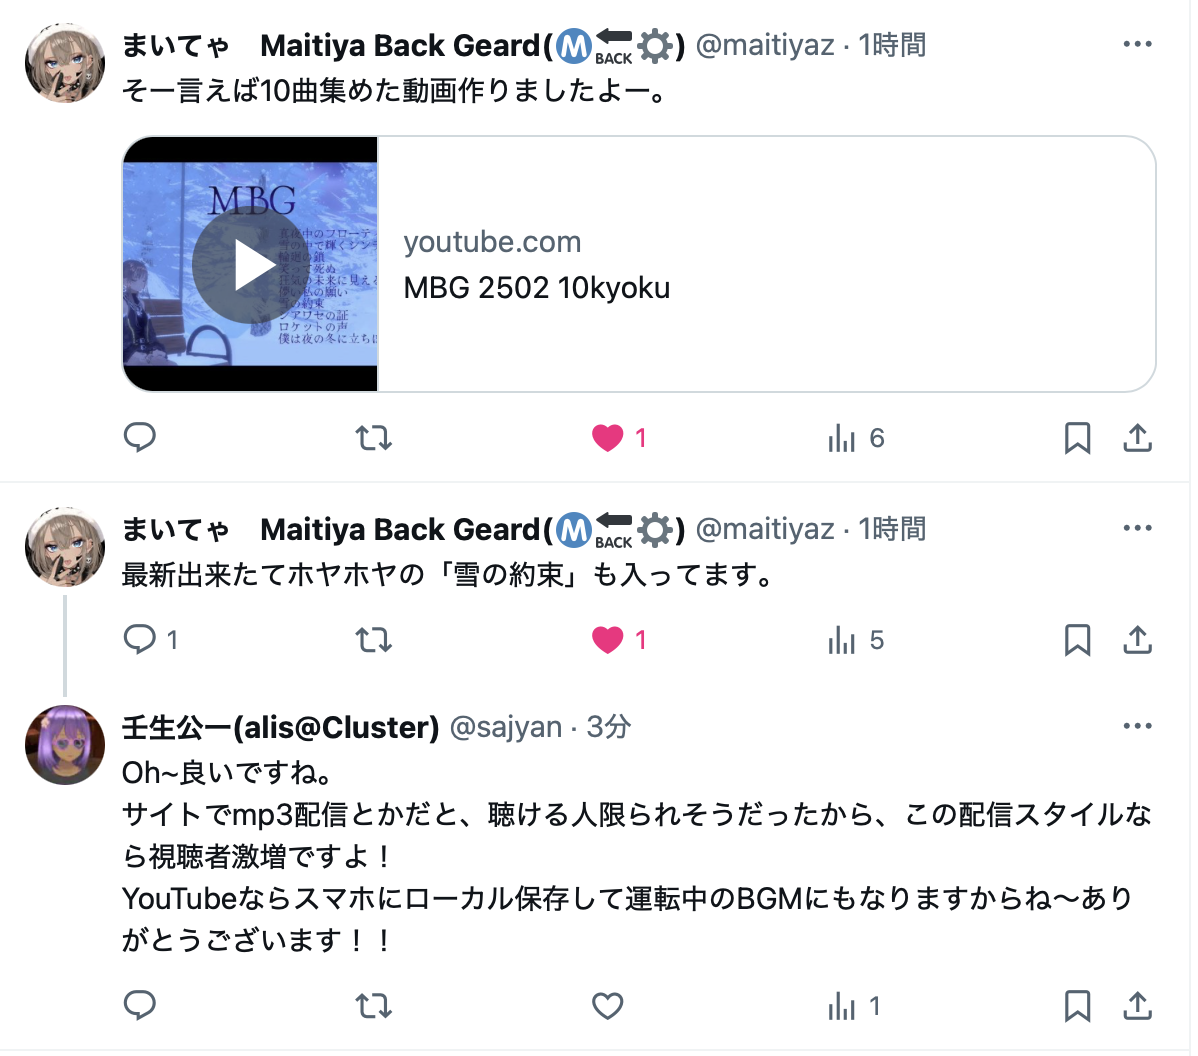 まいてゃ　Maitiya Back Geard(Ⓜ️🔙⚙️) @maitiyaz · 1時間
そー言えば10曲集めた動画作りましたよー。
MBG
真夜中のフローテ
雪の中で輝くシンデ
輪廻の鎖
笑って死ぬ
狂気の未来に見える
儚い私の願い
雪の約束
シアワセの証
ロケットの声
僕は夜の冬に立ちに
youtube.com
MBG 2502 10kyoku
1
6
まいてゃ　Maitiya Back Geard(Ⓜ️🔙⚙️) @maitiyaz · 1時間
最新出来たてホヤホヤの「雪の約束」も入ってます。
1
1
5
壬生公一(alis@Cluster) @sajyan · 3分
Oh~良いですね。
サイトでmp3配信とかだと、聴ける人限られそうだったから、この配信スタイルな
ら視聴者激増ですよ！
YouTubeならスマホにローカル保存して運転中のBGMにもなりますからね〜あり
がとうございます！！
1